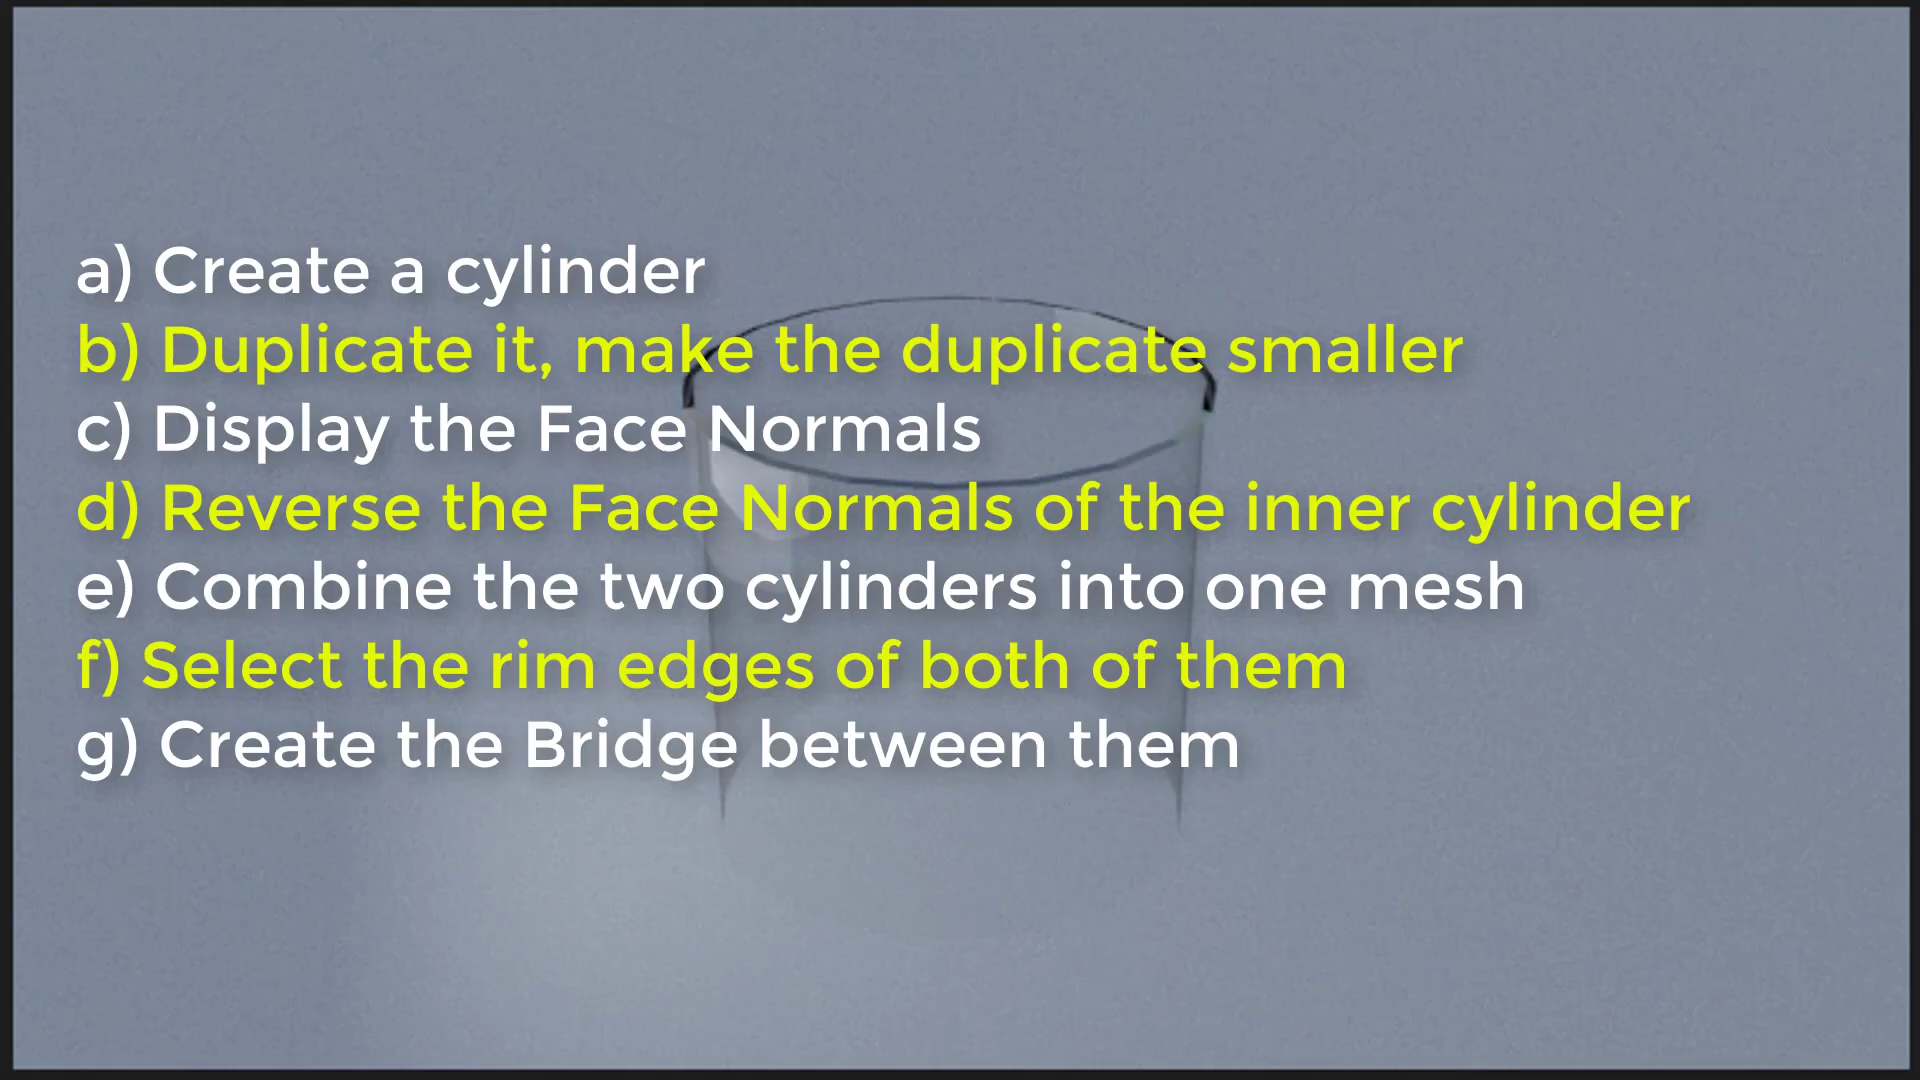 a) Create a cylinder
b) Duplicate it, make the duplicate smaller
c) Display the Face Normals
d) Reverse the Face Normals of the inner cylinder
e) Combine the two cylinders into one mesh
f) Select the rim edges of both of them
g) Create the Bridge between them